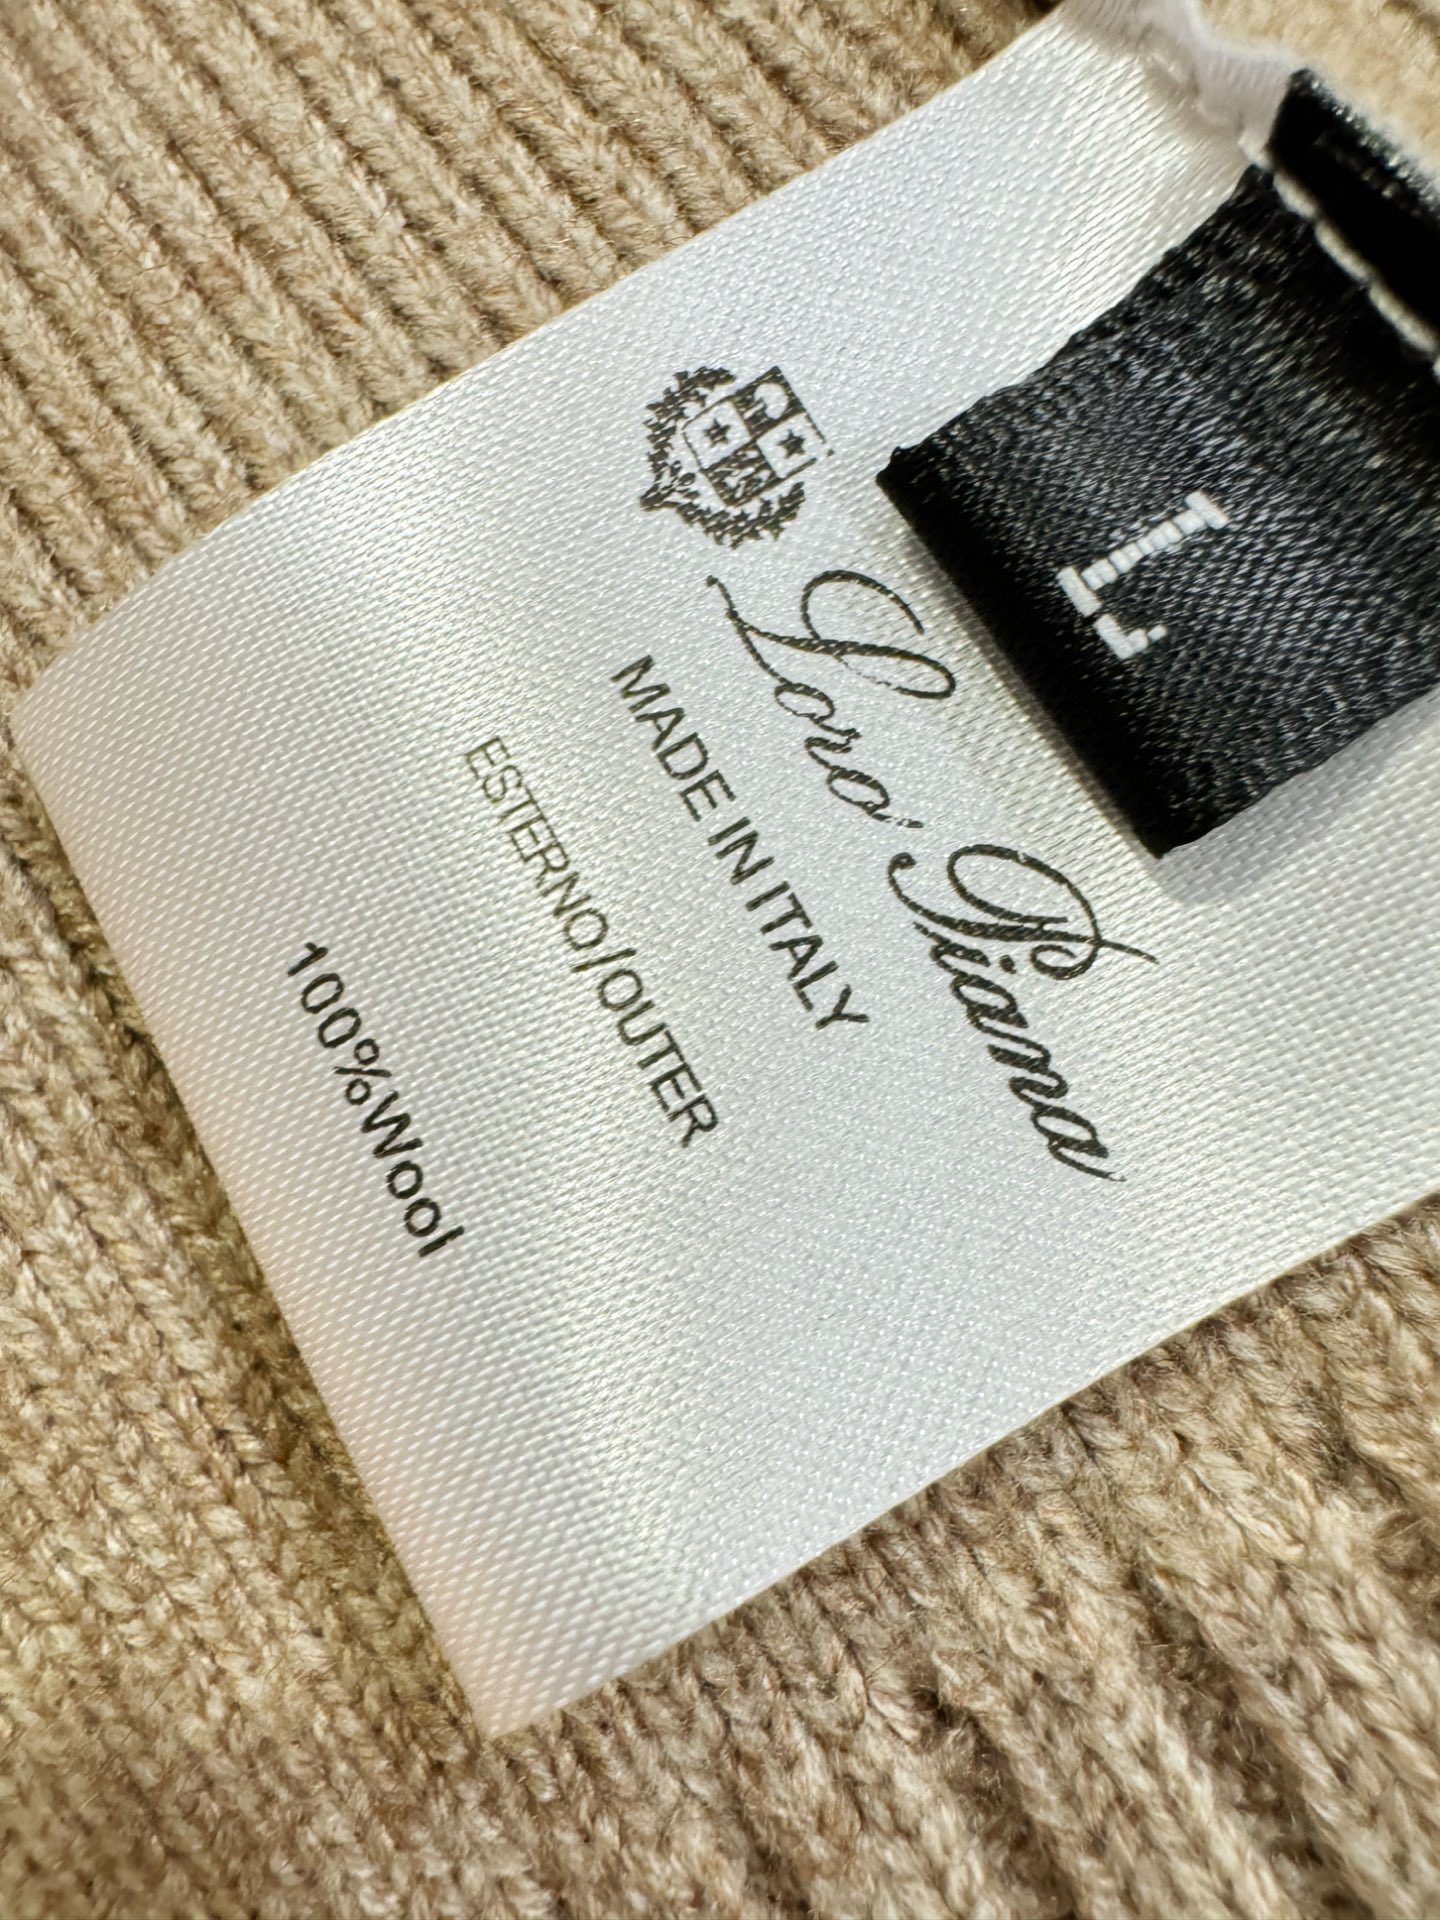 L
Loro Piana
MADE IN ITALY
ESTERNO/OUTER
100%Wool